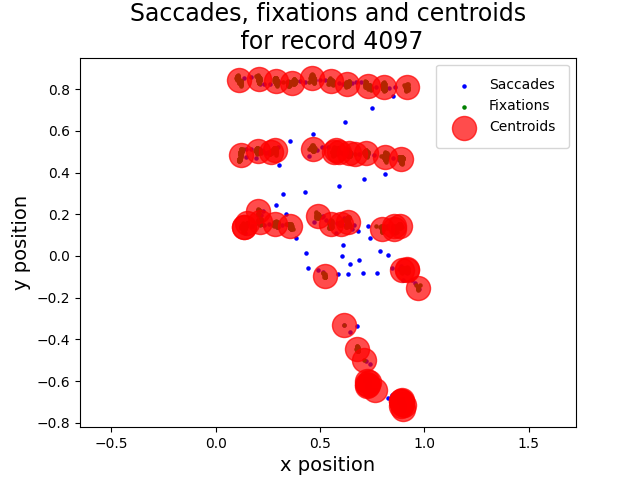 Saccades, fixations and centroids
for record 4097
Saccades
Fixations
Centroids
0.8
0.6
0.4
0.2
0.0
−0.2
−0.4
−0.6
−0.8
y position
−0.5
0.0
0.5
1.0
1.5
x position